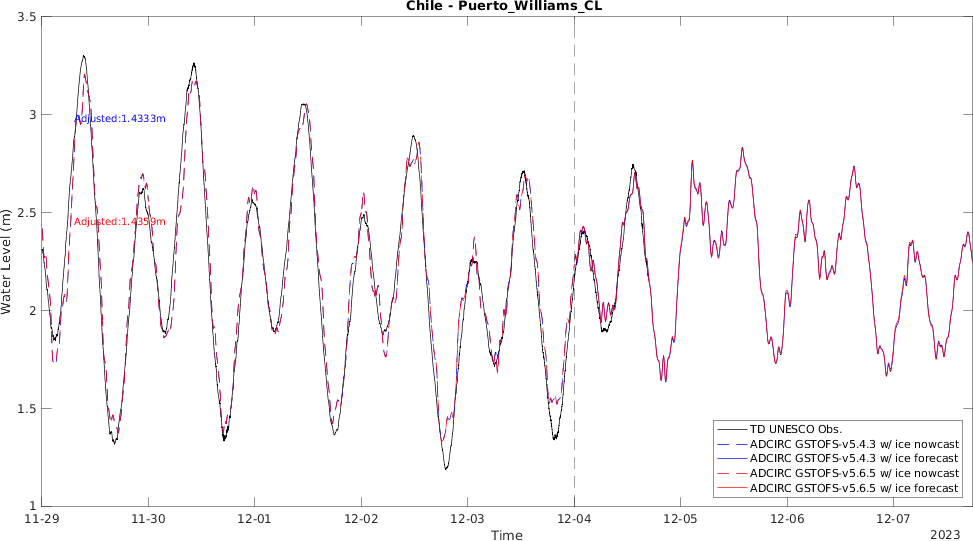 Chile - Puerto_Williams_CL
3.5
3
2.5
2
1.5
1
Water Level (m)
Adjusted:1.4333m
Adjusted:1.4359m
TD UNESCO Obs.
ADCIRC GSTOFS-v5.4.3 w/ ice nowcast
ADCIRC GSTOFS-v5.4.3 w/ ice forecast
ADCIRC GSTOFS-v5.6.5 w/ ice nowcast
ADCIRC GSTOFS-v5.6.5 w/ ice forecast
11-29 11-30 12-01 12-02 12-03 12-04 12-05 12-06 12-07
Time
2023